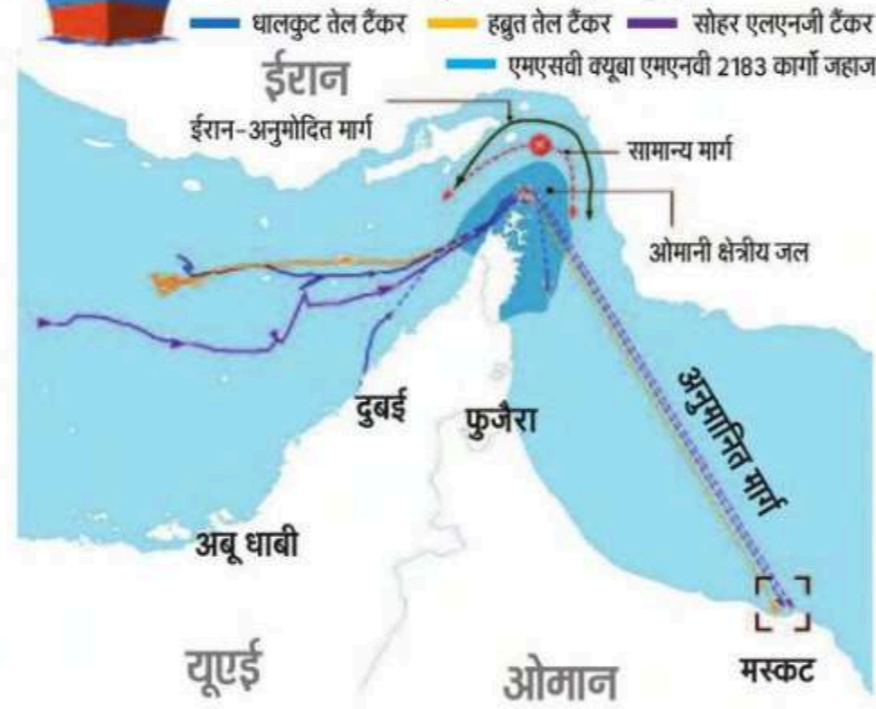 धालकुट तेल टैंकर
हब्रुत तेल टैंकर
सोहर एलएनजी टैंकर
एमएसवी क्यूबा एमएनवी 2183 कार्गो जहाज
ईरान
ईरान-अनुमोदित मार्ग
सामान्य मार्ग
ओमानी क्षेत्रीय जल
अनुमानित मार्ग
दुबई
फुजैरा
अबू धाबी
यूएई
ओमान
मस्कट